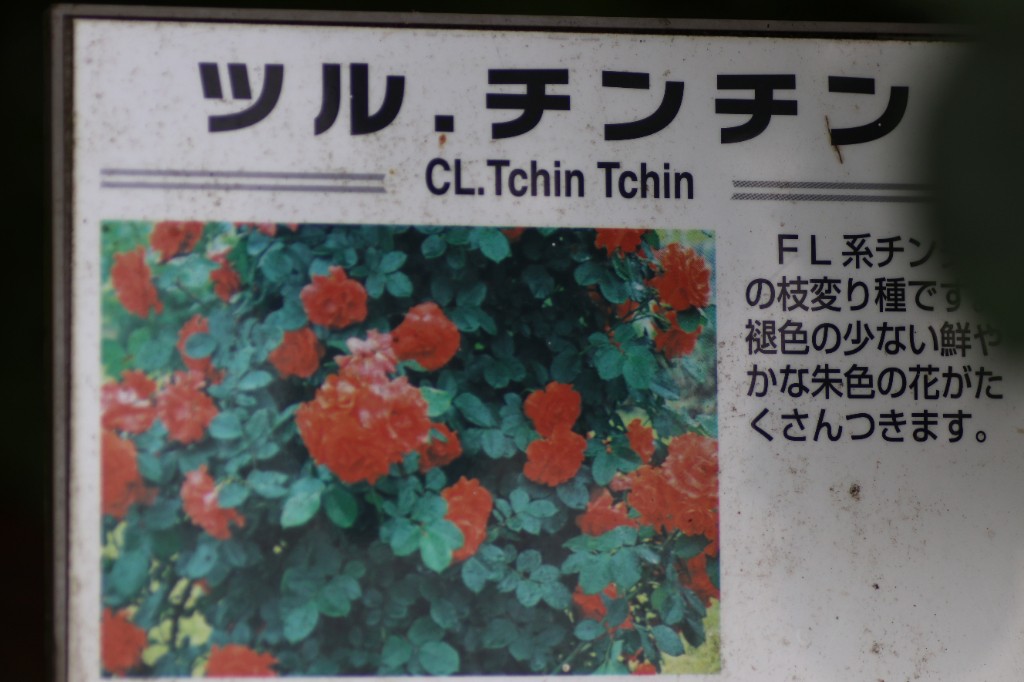 ツル.チンチン
CL.Tchin Tchin
FL系チン
の枝変り種です
褪色の少ない鮮や
かな朱色の花がた
くさんつきます。